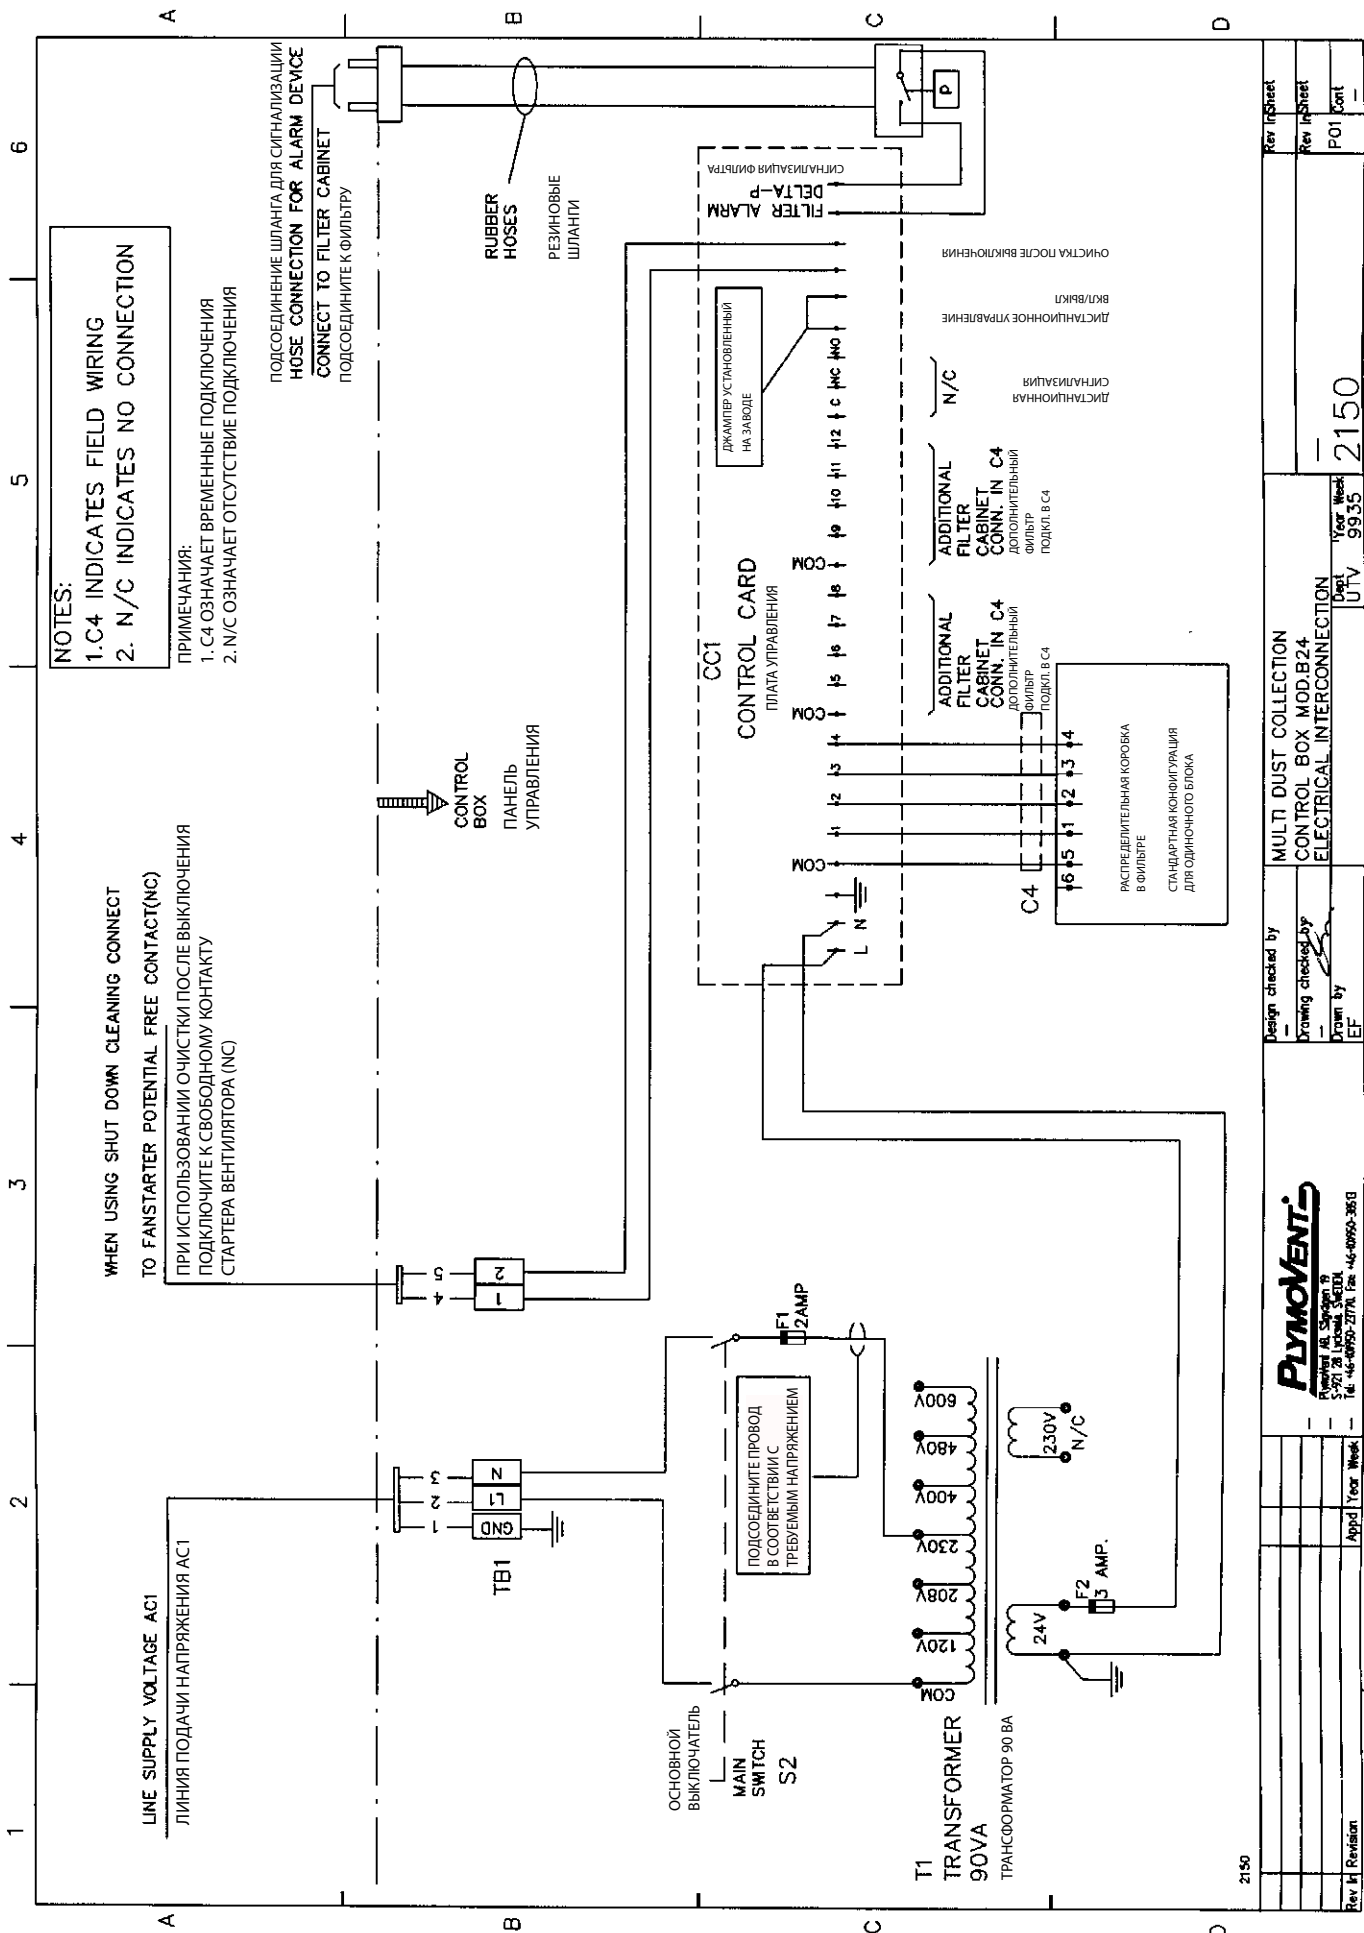 1
2
3
4
5
6
A
B
C
D
A
B
C
NOTES:
1.C4 INDICATES FIELD WIRING
2. N/C INDICATES NO CONNECTION
ПРИМЕЧАНИЯ:
1. C4 ОЗНАЧАЕТ ВРЕМЕННЫЕ ПОДКЛЮЧЕНИЯ
2. N/C ОЗНАЧАЕТ ОТСУТСТВИЕ ПОДКЛЮЧЕНИЯ
LINE SUPPLY VOLTAGE AC1
ЛИНИЯ ПОДАЧИ НАПРЯЖЕНИЯ AC1
WHEN USING SHUT DOWN CLEANING CONNECT
TO FANSTARTER POTENTIAL FREE CONTACT(NC)
ПРИ ИСПОЛЬЗОВАНИИ ОЧИСТКИ ПОСЛЕ ВЫКЛЮЧЕНИЯ
ПОДКЛЮЧИТЕ К СВОБОДНОМУ КОНТАКТУ
СТАРТЕРА ВЕНТИЛЯТОРА (NC)
ПОДСОЕДИНЕНИЕ ШЛАНГА ДЛЯ СИГНАЛИЗАЦИИ
HOSE CONNECTION FOR ALARM DEVICE
CONNECT TO FILTER CABINET
ПОДСОЕДИНИТЕ К ФИЛЬТРУ
RUBBER
HOSES
РЕЗИНОВЫЕ
ШЛАНГИ
CONTROL
BOX
ПАНЕЛЬ
УПРАВЛЕНИЯ
1 2 3
GND L1 N
TB1
4 5
1 2
ОСНОВНОЙ
ВЫКЛЮЧАТЕЛЬ
MAIN
SWITCH
S2
F1
2AMP
ПОДСОЕДИНИТЕ ПРОВОД
В СООТВЕТСТВИИ С
ТРЕБУЕМЫМ НАПРЯЖЕНИЕМ
COM 120V 208V 230V 400V 480V 600V
T1
TRANSFORMER
90VA
ТРАНСФОРМАТОР 90 ВА
24V
230V
N/C
F2
3 AMP.
CC1
CONTROL CARD
ПЛАТА УПРАВЛЕНИЯ
ДЖАМПЕР УСТАНОВЛЕННЫЙ
НА ЗАВОДЕ
FILTER ALARM
DELTA-P
СИГНАЛИЗАЦИЯ ФИЛЬТРА
P
L N COM 1 2 3 4 COM 5 6 7 8 COM 9 10 11 12 C NC NO
ADDITIONAL
FILTER
CABINET
CONN. IN C4
ДОПОЛНИТЕЛЬНЫЙ
ФИЛЬТР
ПОДКЛ. В C4
ADDITIONAL
FILTER
CABINET
CONN. IN C4
ДОПОЛНИТЕЛЬНЫЙ
ФИЛЬТР
ПОДКЛ. В C4
N/C
ДИСТАНЦИОННАЯ
СИГНАЛИЗАЦИЯ
ДИСТАНЦИОННОЕ УПРАВЛЕНИЕ
ВКЛ/ВЫКЛ
ОЧИСТКА ПОСЛЕ ВЫКЛЮЧЕНИЯ
C4
6 5 1 2 3 4
РАСПРЕДЕЛИТЕЛЬНАЯ КОРОБКА
В ФИЛЬТРЕ
СТАНДАРТНАЯ КОНФИГУРАЦИЯ
ДЛЯ ОДИНОЧНОГО БЛОКА
2150
Rev in Revision
Appd Year Week
PLYMOVENT
Design checked by
Drawing checked by
Drawn by
EF
MULTI DUST COLLECTION
CONTROL BOX MOD.B24
ELECTRICAL INTERCONNECTION
Dept
UTV
Year Week
9935
2150
Rev in Sheet
Rev in Sheet
P01
Cont